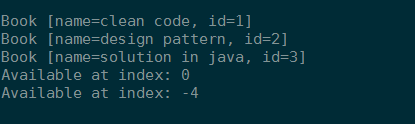 Book [name=clean code, id=1]
Book [name=design pattern, id=2]
Book [name=solution in java, id=3]
Available at index: 0
Available at index: -4